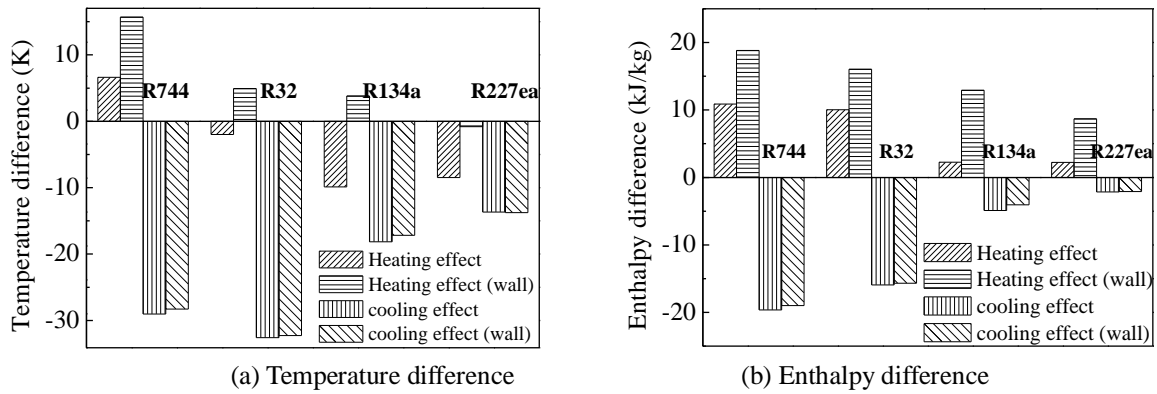 Temperature difference (K)
10
0
-10
-20
-30
R744
R32
R134a
R227ea
Heating effect
Heating effect (wall)
cooling effect
cooling effect (wall)
(a) Temperature difference
Enthalpy difference (kJ/kg)
20
10
0
-10
-20
R744
R32
R134a
R227ea
Heating effect
Heating effect (wall)
cooling effect
cooling effect (wall)
(b) Enthalpy difference